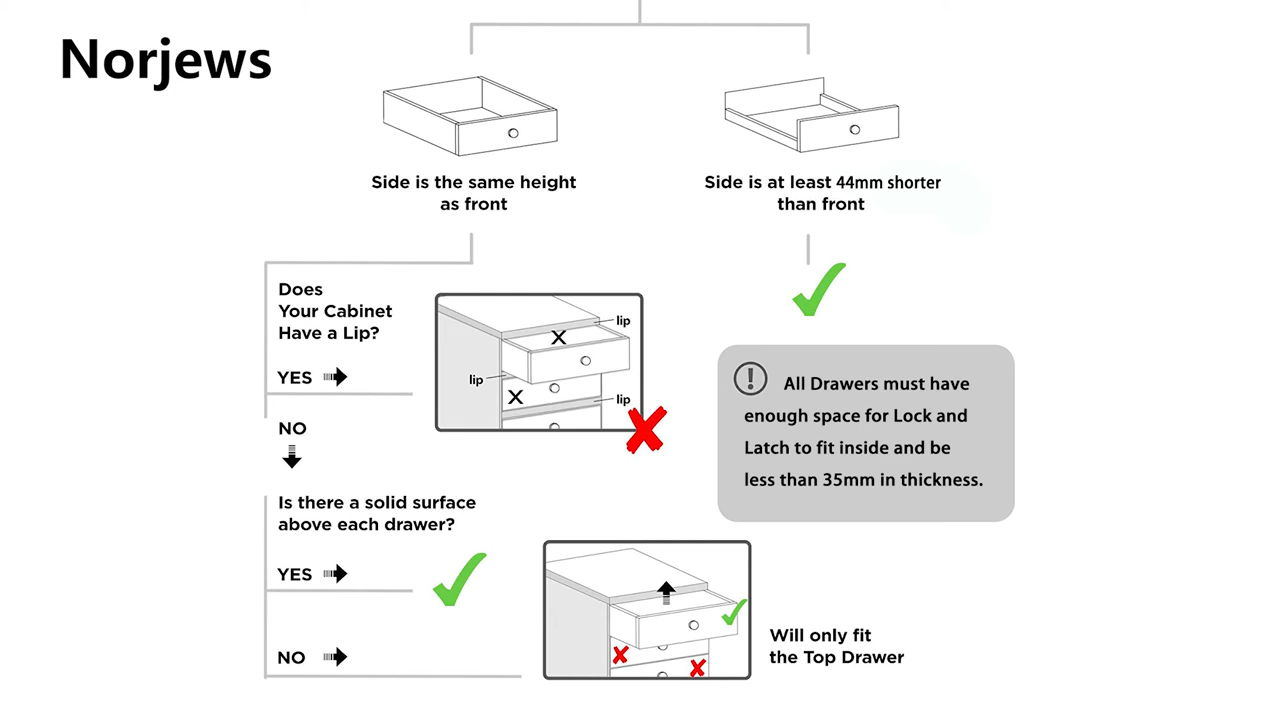 Norjews
Side is the same height
as front
Side is at least 44mm shorter
than front
Does
Your Cabinet
Have a Lip?
YES
lip
X
lip
X
lip
NO
All Drawers must have
enough space for Lock and
Latch to fit inside and be
less than 35mm in thickness.
Is there a solid surface
above each drawer?
YES
NO
Will only fit
the Top Drawer